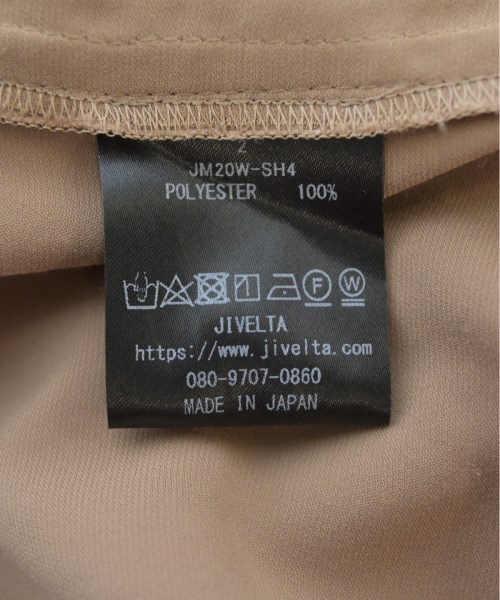 2
JM20W-SH4
POLYESTER 100%
F W
JIVELTA
https://www.jivelta.com
080-9707-0860
MADE IN JAPAN